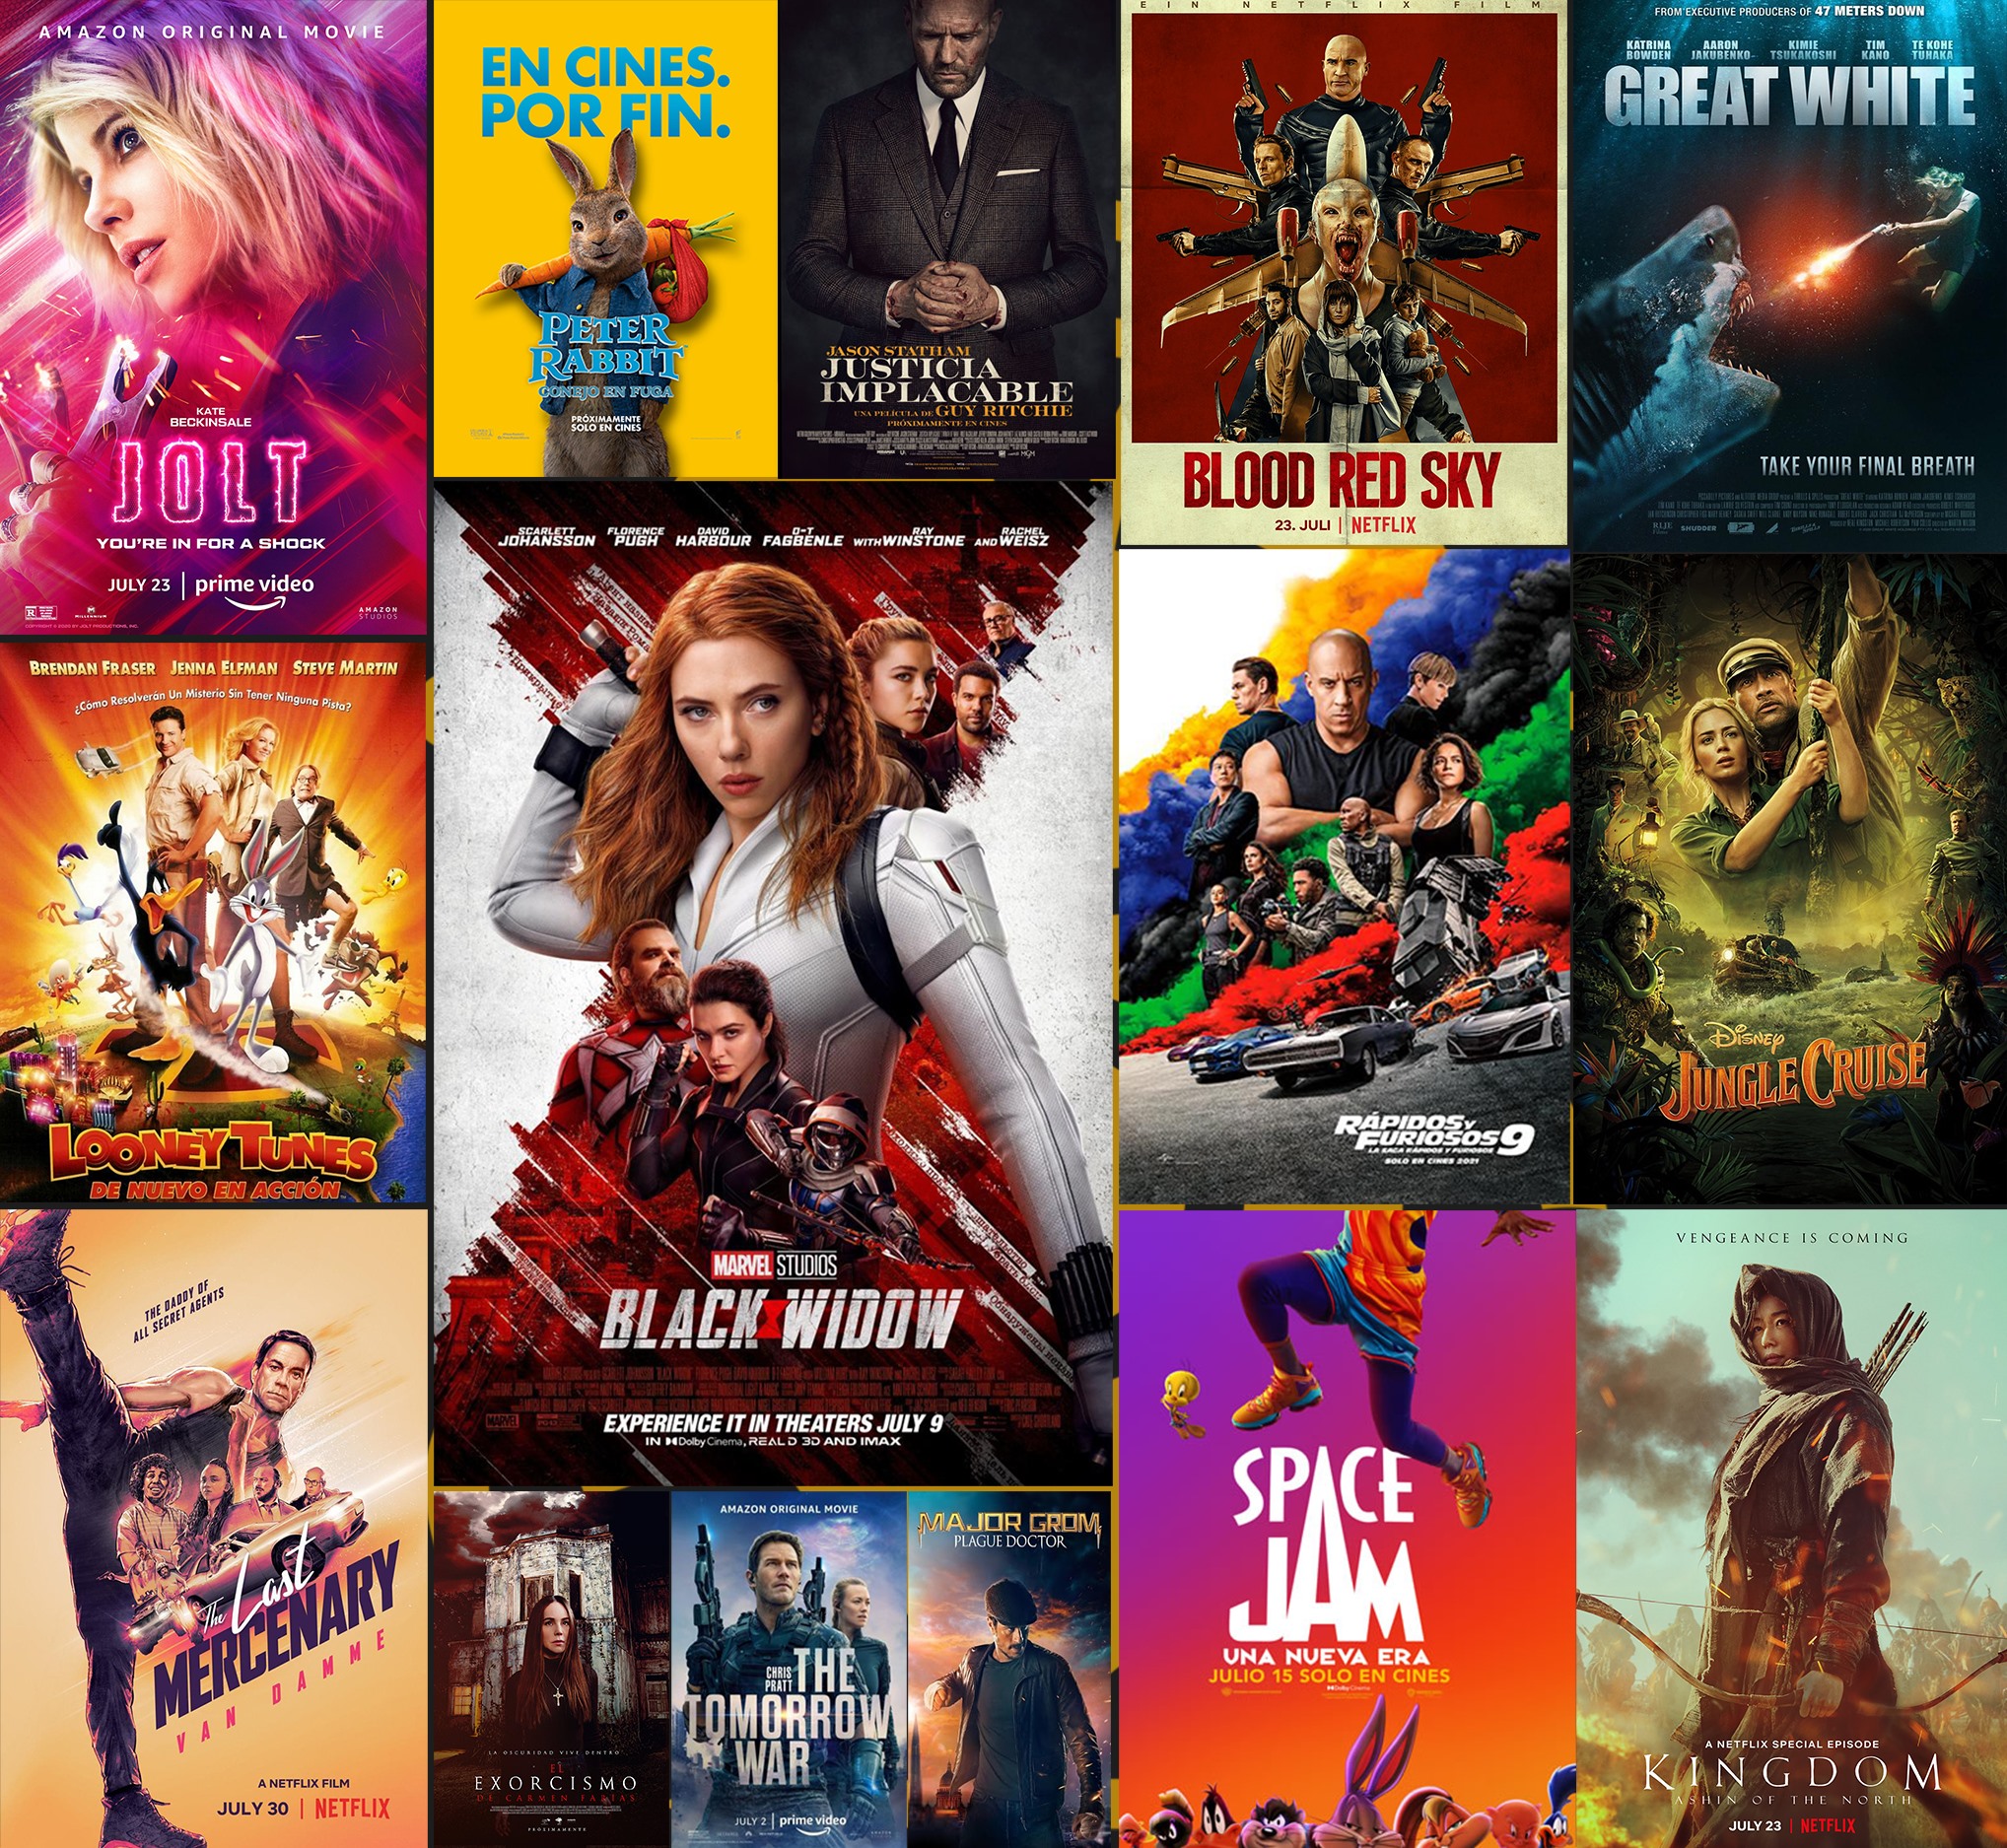 AMAZON ORIGINAL MOVIE
KATE
BECKINSALE
JOLT
YOU'RE IN FOR A SHOCK
JULY 23 | prime video
R
MILLENNIUM
AMAZON
STUDIOS
EN CINES.
POR FIN.
PETER
RABBIT
CONEJO EN FUGA
PRÓXIMAMENTE
SOLO EN CINES
JASON STATHAM
JUSTICIA
IMPLACABLE
UNA PELÍCULA DE GUY RITCHIE
PRÓXIMAMENTE EN CINES
MGM
EIN NETFLIX FILM
BLOOD RED SKY
23. JULI | NETFLIX
FROM EXECUTIVE PRODUCERS OF 47 METERS DOWN
KATRINA BOWDEN
AARON JAKUBENKO
KIMIE TSUKAKOSHI
TIM KANO
TE KOHE TUHAKA
GREAT WHITE
TAKE YOUR FINAL BREATH
RLJE
SHUDDER
BRENDAN FRASER JENNA ELFMAN STEVE MARTIN
¿Cómo Resolverán Un Misterio Sin Tener Ninguna Pista?
LOONEY TUNES
DE NUEVO EN ACCIÓN
SCARLETT JOHANSSON
FLORENCE PUGH
DAVID HARBOUR
O-T FAGBENLE
WITH RAY WINSTONE
AND RACHEL WEISZ
MARVEL STUDIOS
BLACK WIDOW
MARVEL
EXPERIENCE IT IN THEATERS JULY 9
IN Dolby Cinema, REAL D 3D AND IMAX
RÁPIDOS Y
FURIOSOS 9
LA SAGA RÁPIDOS Y FURIOSOS
SOLO EN CINES 2021
Disney
JUNGLE CRUISE
THE DADDY OF
ALL SECRET AGENTS
The Last
MERCENARY
VAN DAMME
A NETFLIX FILM
JULY 30 | NETFLIX
LA OSCURIDAD VIVE DENTRO
EL
EXORCISMO
DE CARMEN FARÍAS
PRÓXIMAMENTE
AMAZON ORIGINAL MOVIE
CHRIS
PRATT
THE
TOMORROW
WAR
JULY 2 | prime video
MAJOR GROM
PLAGUE DOCTOR
SPACE
JAM
UNA NUEVA ERA
JULIO 15 SOLO EN CINES
Dolby Cinema
VENGEANCE IS COMING
A NETFLIX SPECIAL EPISODE
KINGDOM
ASHIN OF THE NORTH
JULY 23 | NETFLIX